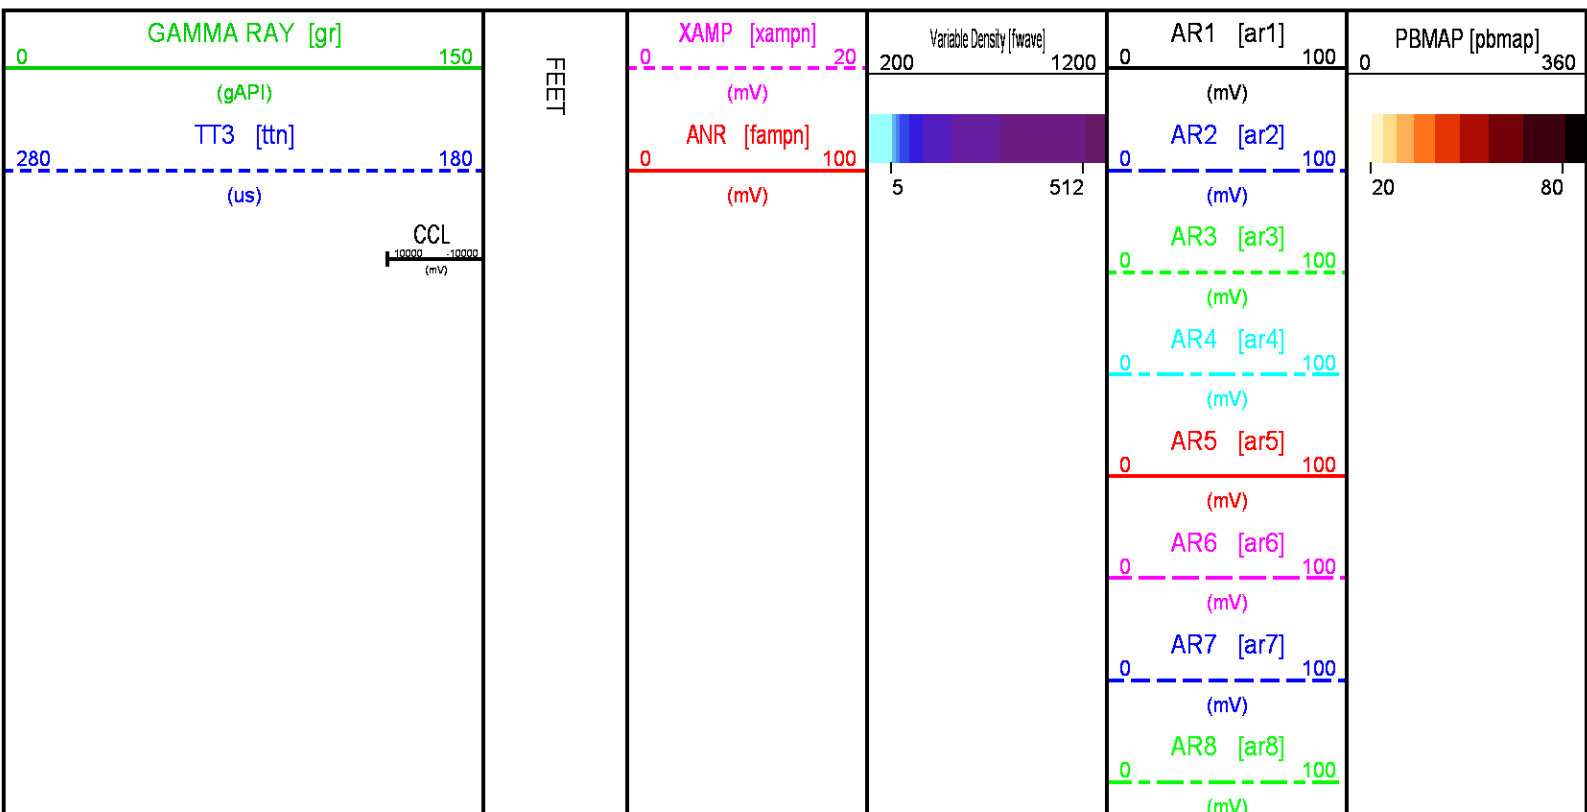 GAMMA RAY [gr]
0 150
(gAPI)
TT3 [ttn]
280 180
(us)
CCL
10000 -10000
(mV)
FEET
XAMP [xampn]
0 20
(mV)
ANR [fampn]
0 100
(mV)
Variable Density [fwave]
200 1200
5 512
AR1 [ar1]
0 100
(mV)
AR2 [ar2]
0 100
(mV)
AR3 [ar3]
0 100
(mV)
AR4 [ar4]
0 100
(mV)
AR5 [ar5]
0 100
(mV)
AR6 [ar6]
0 100
(mV)
AR7 [ar7]
0 100
(mV)
AR8 [ar8]
0 100
(mV)
PBMAP [pbmap]
0 360
20 80